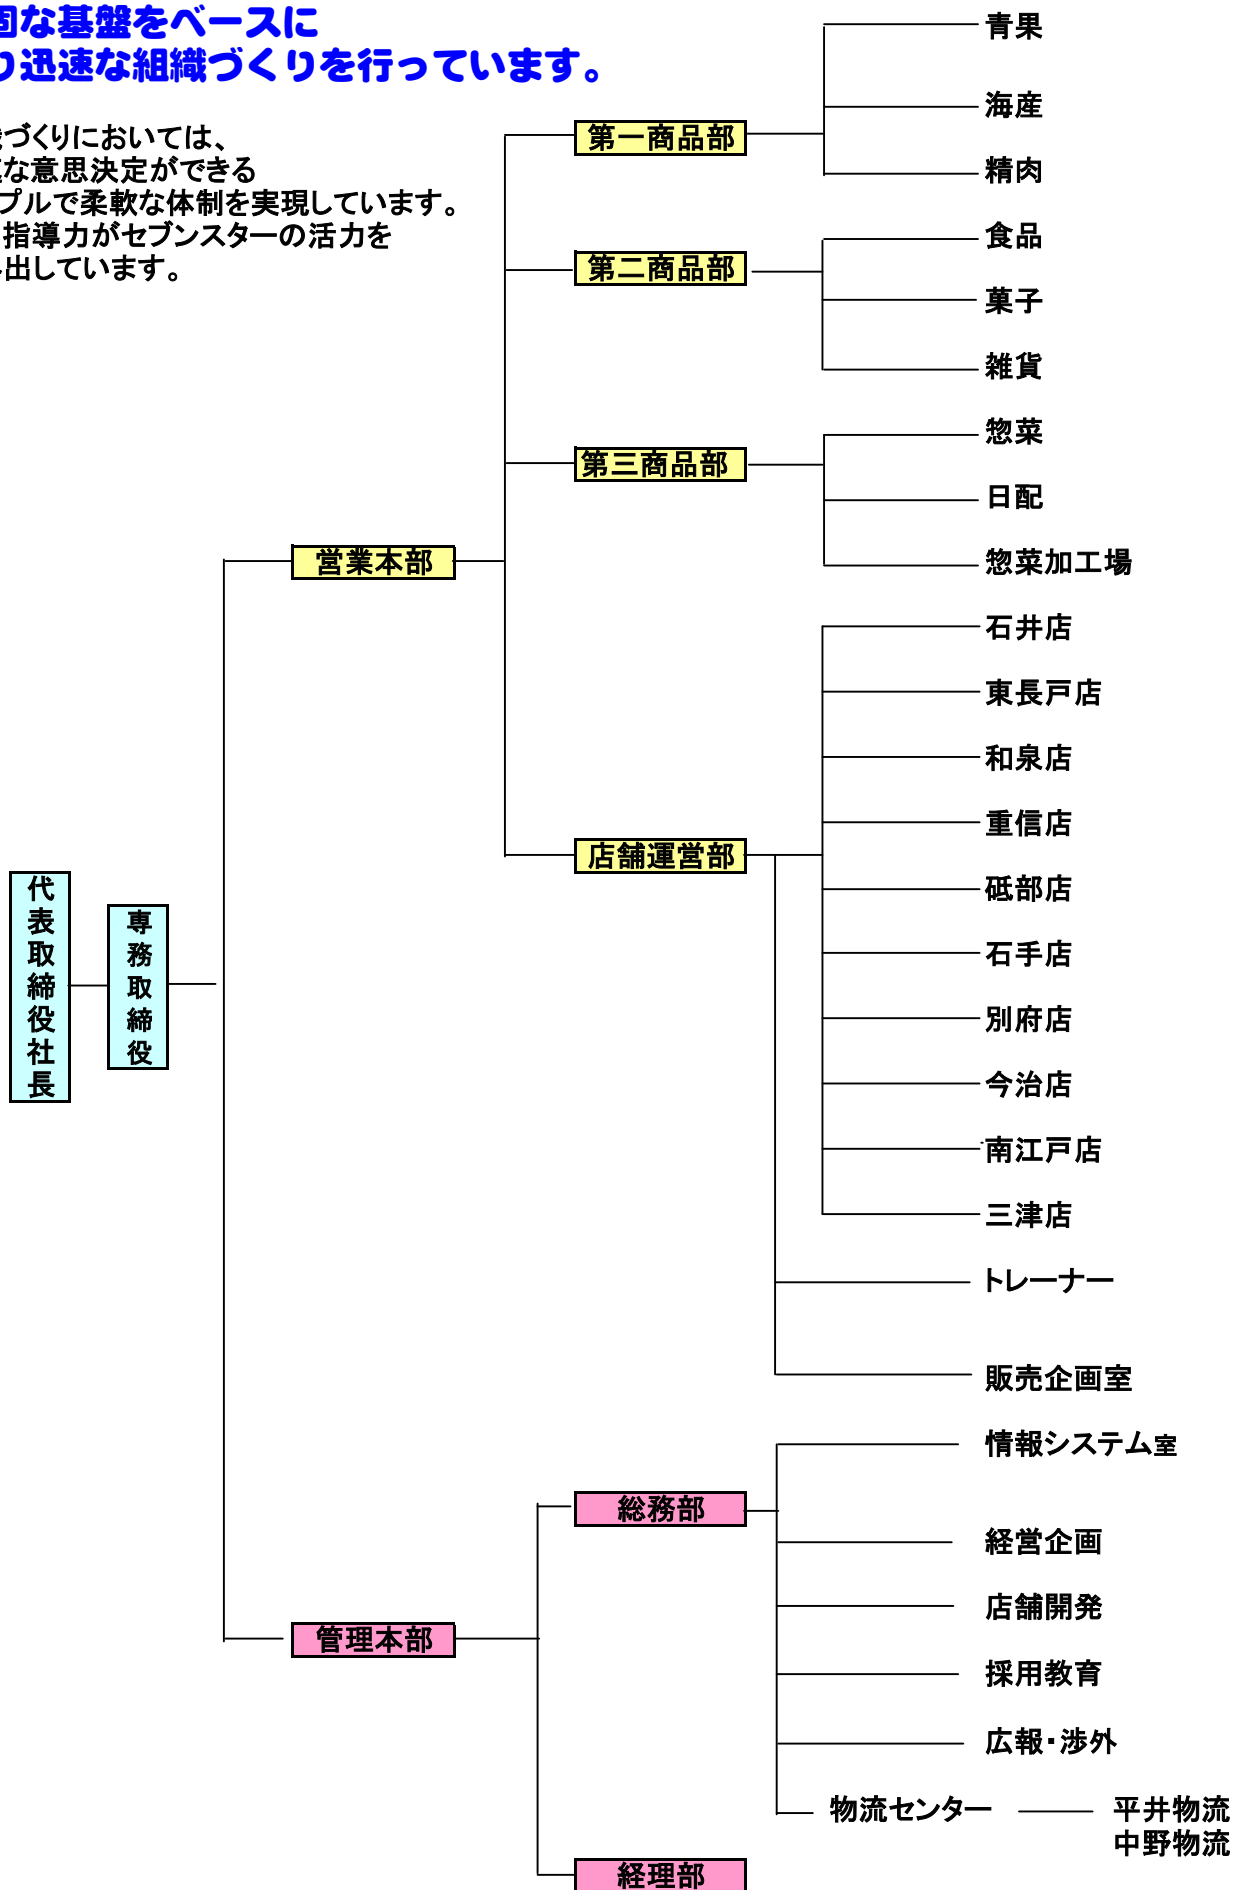 固な基盤をベースに
り迅速な組織づくりを行っています。
づくりにおいては、
な意思決定ができる
プルで柔軟な体制を実現しています。
指導力がセブンスターの活力を
出しています。
青果
海産
第一商品部
精肉
食品
第二商品部
菓子
雑貨
惣菜
第三商品部
日配
営業本部
惣菜加工場
石井店
東長戸店
和泉店
重信店
店舗運営部
砥部店
石手店
別府店
今治店
南江戸店
三津店
代表取締役社長
専務取締役
トレーナー
販売企画室
情報システム室
総務部
経営企画
店舗開発
管理本部
採用教育
広報・渉外
物流センター
平井物流
中野物流
経理部